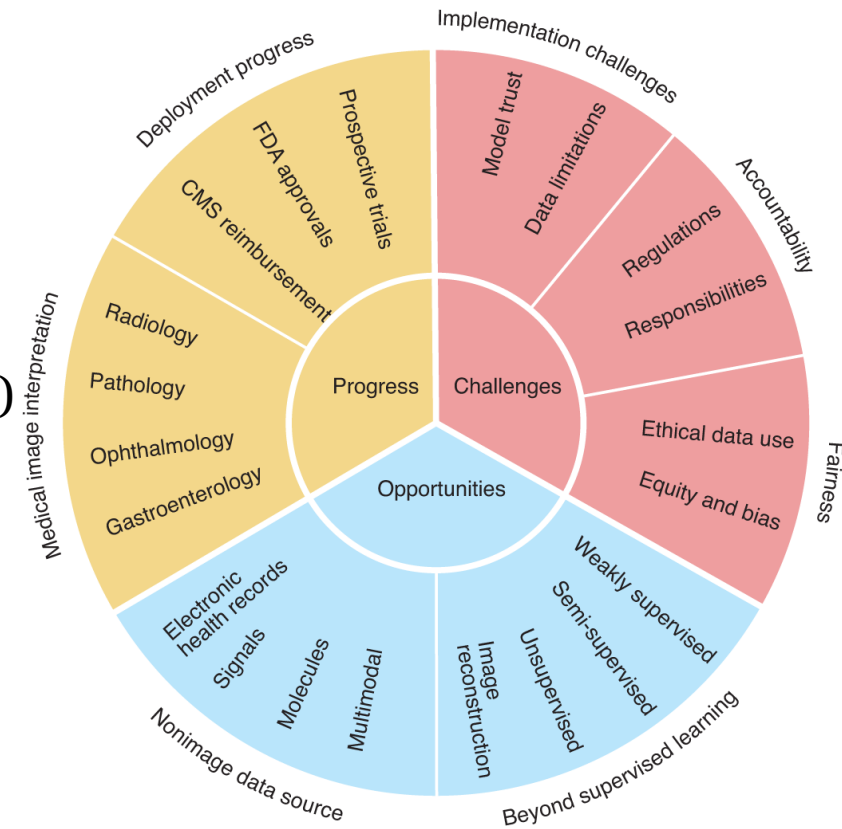 Implementation challenges
Model trust
Data limitations
Accountability
Regulations
Responsibilities
Fairness
Ethical data use
Equity and bias
Challenges
Beyond supervised learning
Weakly supervised
Semi-supervised
Unsupervised
Image
reconstruction
Opportunities
Nonimage data source
Multimodal
Molecules
Signals
Electronic
health records
Medical image interpretation
Gastroenterology
Ophthalmology
Pathology
Radiology
Progress
Deployment progress
CMS reimbursement
FDA approvals
Prospective trials
)